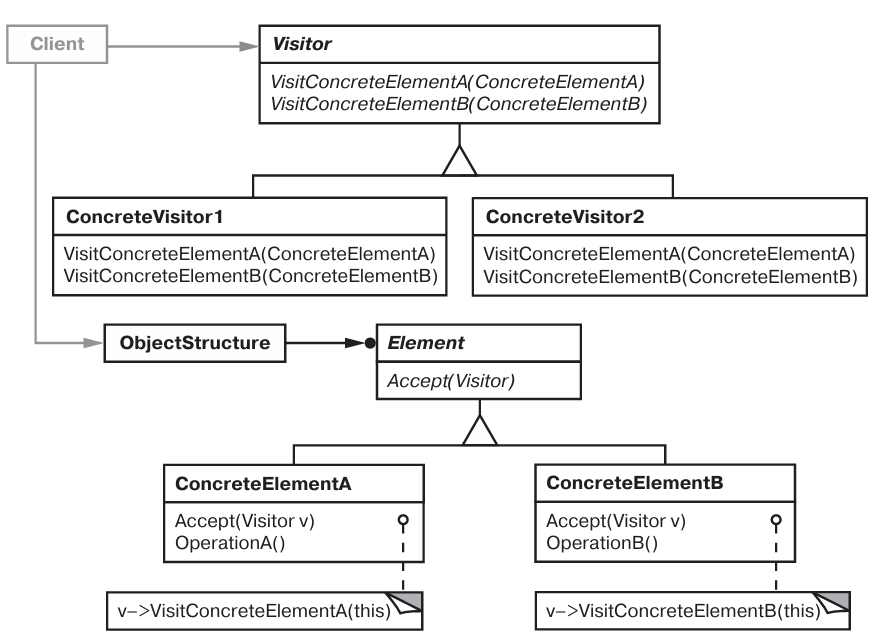 Client
Visitor
VisitConcreteElementA(ConcreteElementA)
VisitConcreteElementB(ConcreteElementB)
ConcreteVisitor1
VisitConcreteElementA(ConcreteElementA)
VisitConcreteElementB(ConcreteElementB)
ConcreteVisitor2
VisitConcreteElementA(ConcreteElementA)
VisitConcreteElementB(ConcreteElementB)
ObjectStructure
Element
Accept(Visitor)
ConcreteElementA
Accept(Visitor v)
OperationA()
v–>VisitConcreteElementA(this)
ConcreteElementB
Accept(Visitor v)
OperationB()
v–>VisitConcreteElementB(this)